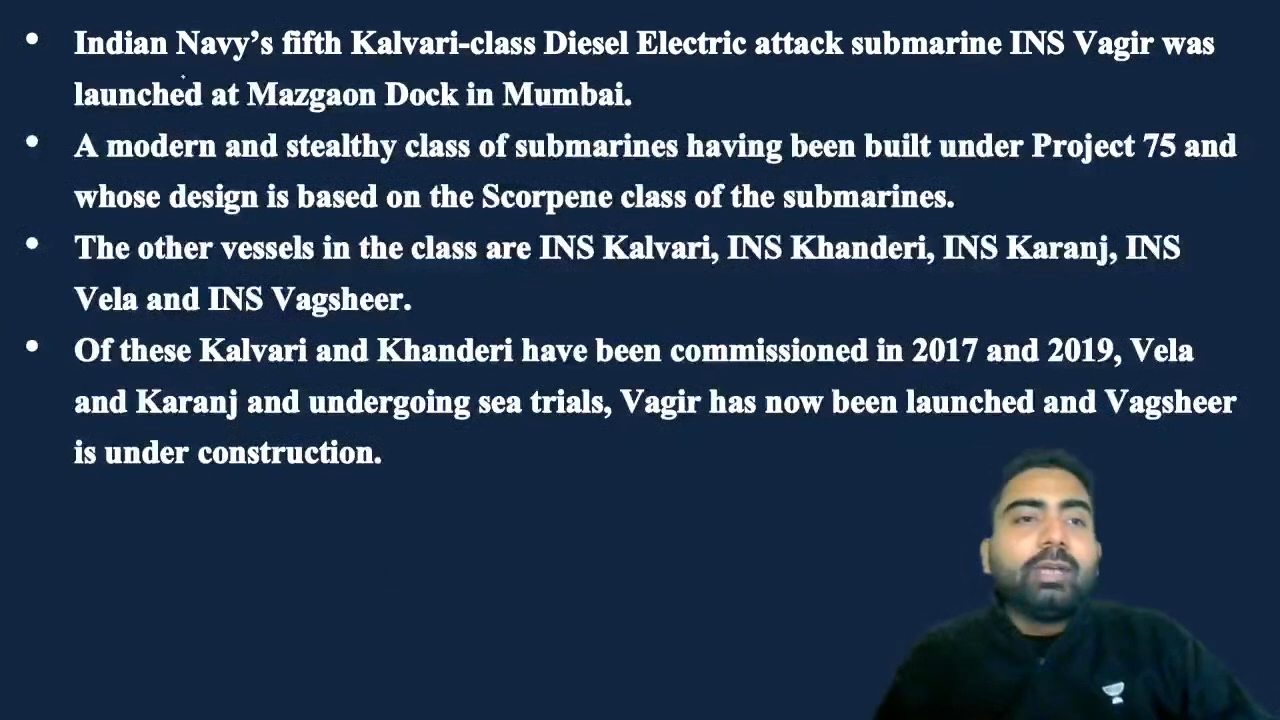 • Indian Navy’s fifth Kalvari-class Diesel Electric attack submarine INS Vagir was
launched at Mazgaon Dock in Mumbai.
• A modern and stealthy class of submarines having been built under Project 75 and
whose design is based on the Scorpene class of the submarines.
• The other vessels in the class are INS Kalvari, INS Khanderi, INS Karanj, INS
Vela and INS Vagsheer.
• Of these Kalvari and Khanderi have been commissioned in 2017 and 2019, Vela
and Karanj and undergoing sea trials, Vagir has now been launched and Vagsheer
is under construction.